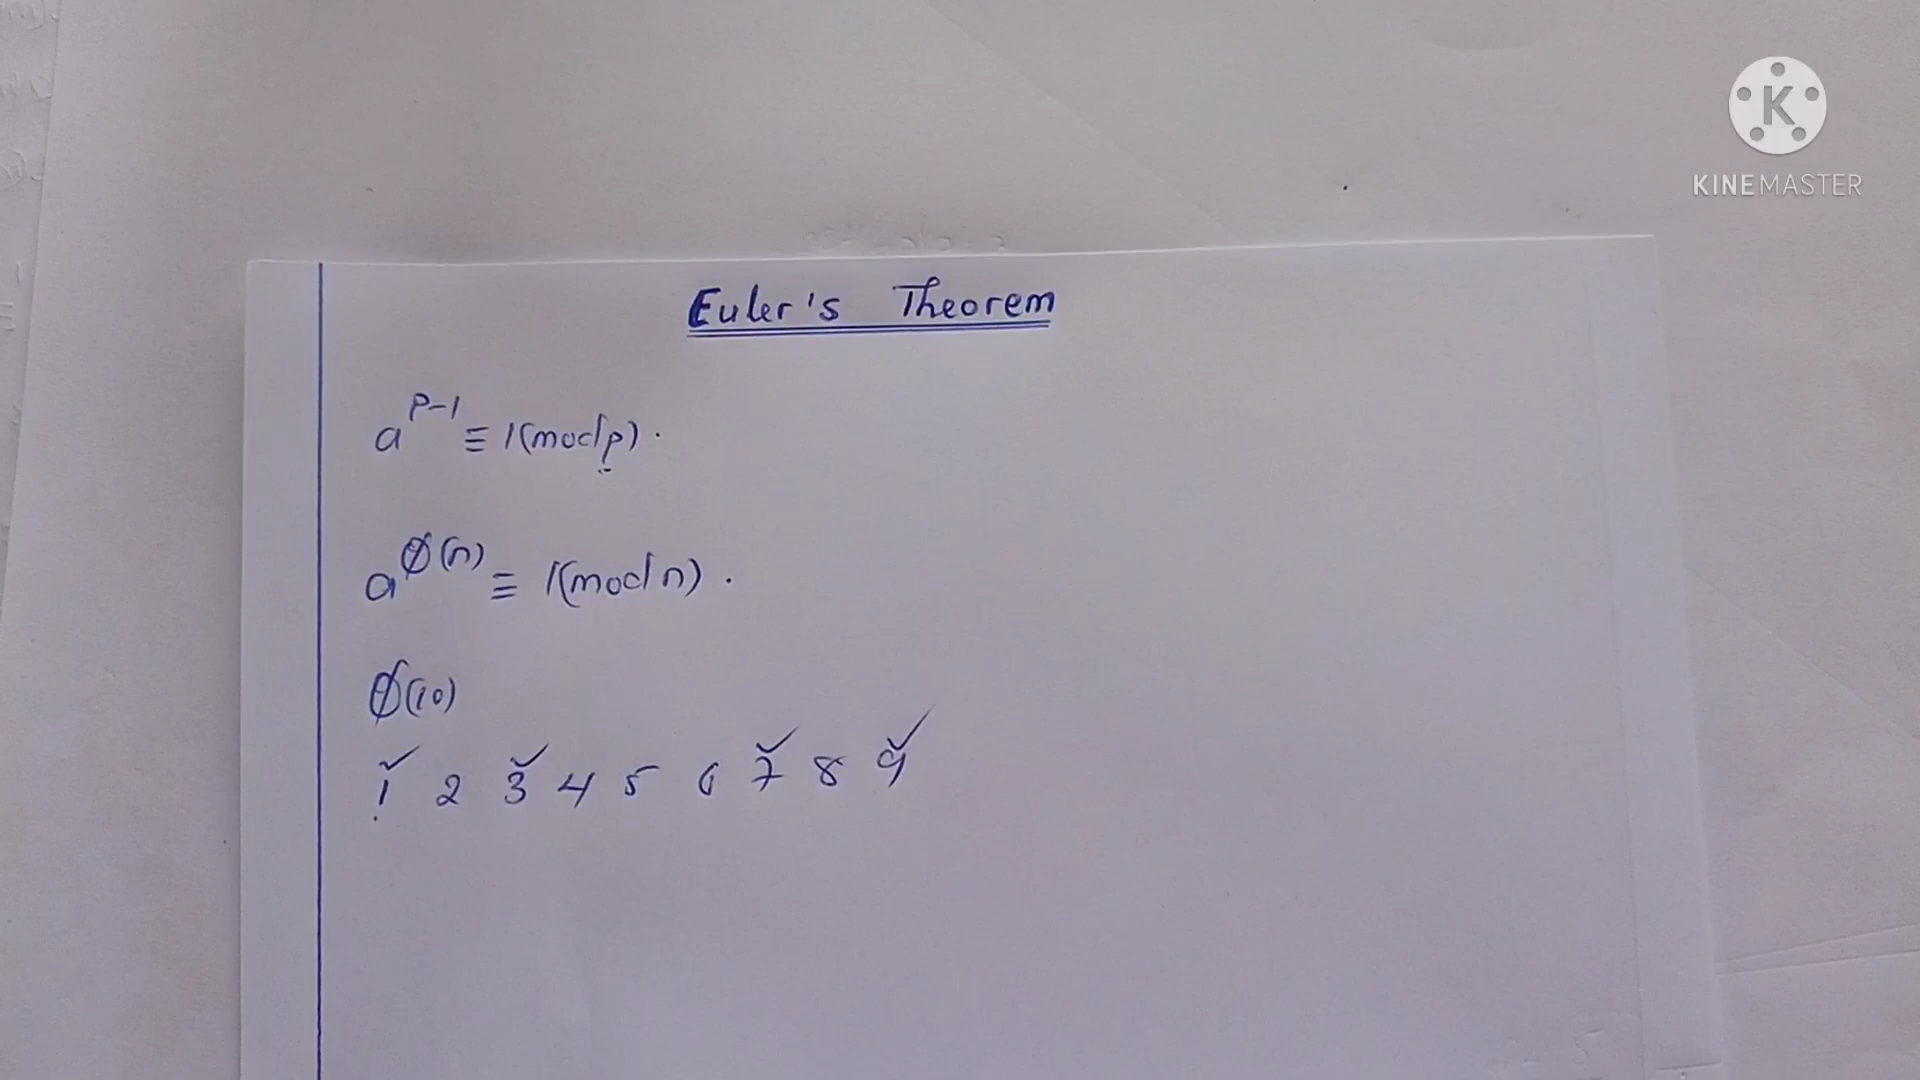 KINEMASTER
Euler's Theorem
a^{p-1} ≡ 1(mod p).
a^{Ø(n)} ≡ 1(mod n).
Ø(10)
1✓ 2 3✓ 4 5 6 7✓ 8 9✓